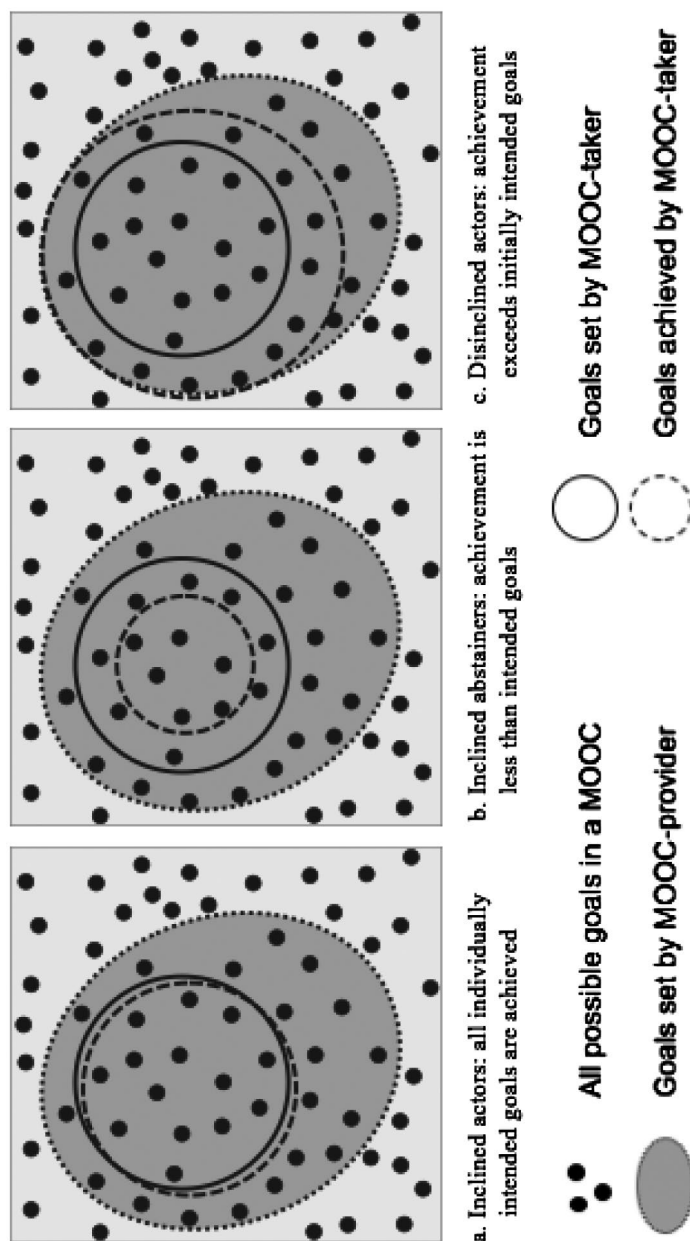 a. Inclined actors: all individually
intended goals are achieved
b. Inclined abstainers: achievement is
less than intended goals
c. Disinclined actors: achievement
exceeds initially intended goals
All possible goals in a MOOC
Goals set by MOOC-taker
Goals set by MOOC-provider
Goals achieved by MOOC-taker